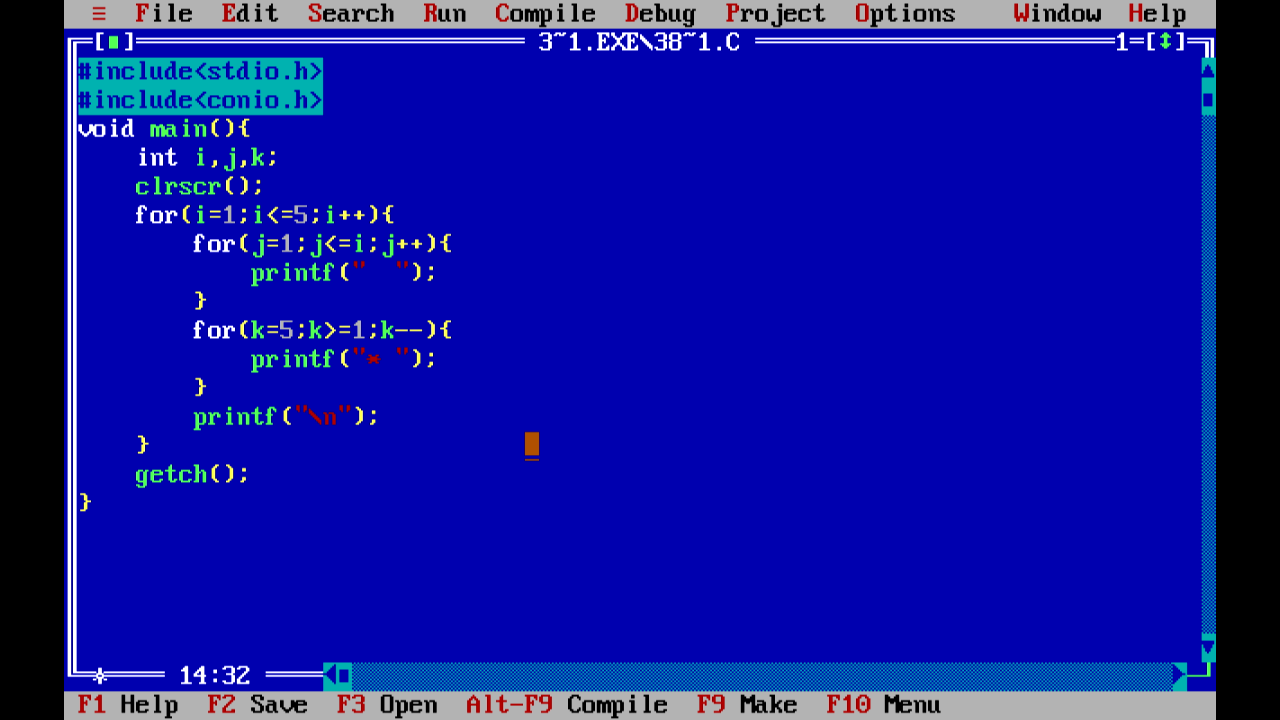 ≡ File Edit Search Run Compile Debug Project Options Window Help
[■] 3~1.EXE\38~1.C 1=[↕]
#include<stdio.h>
#include<conio.h>
void main(){
    int i,j,k;
    clrscr();
    for(i=1;i<=5;i++){
        for(j=1;j<=i;j++){
            printf("  ");
        }
        for(k=5;k>=1;k--){
            printf("* ");
        }
        printf("\n");
    }
    getch();
}
14:32
F1 Help F2 Save F3 Open Alt-F9 Compile F9 Make F10 Menu